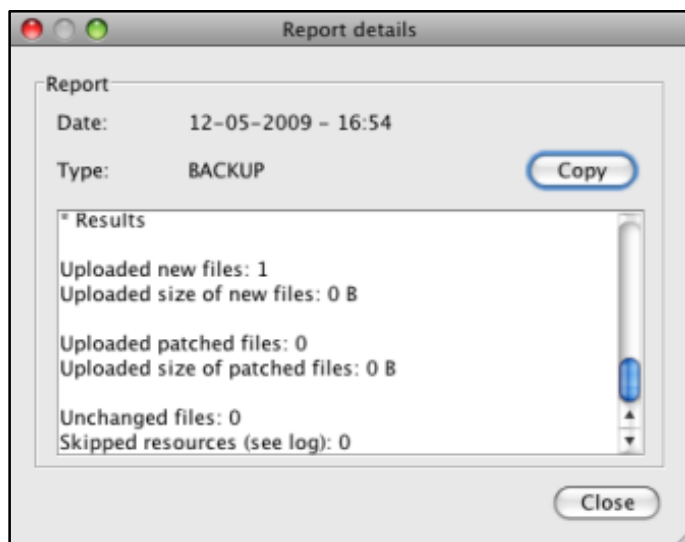 Report details
Report
Date: 12-05-2009 - 16:54
Type: BACKUP
Copy
* Results
Uploaded new files: 1
Uploaded size of new files: 0 B
Uploaded patched files: 0
Uploaded size of patched files: 0 B
Unchanged files: 0
Skipped resources (see log): 0
Close